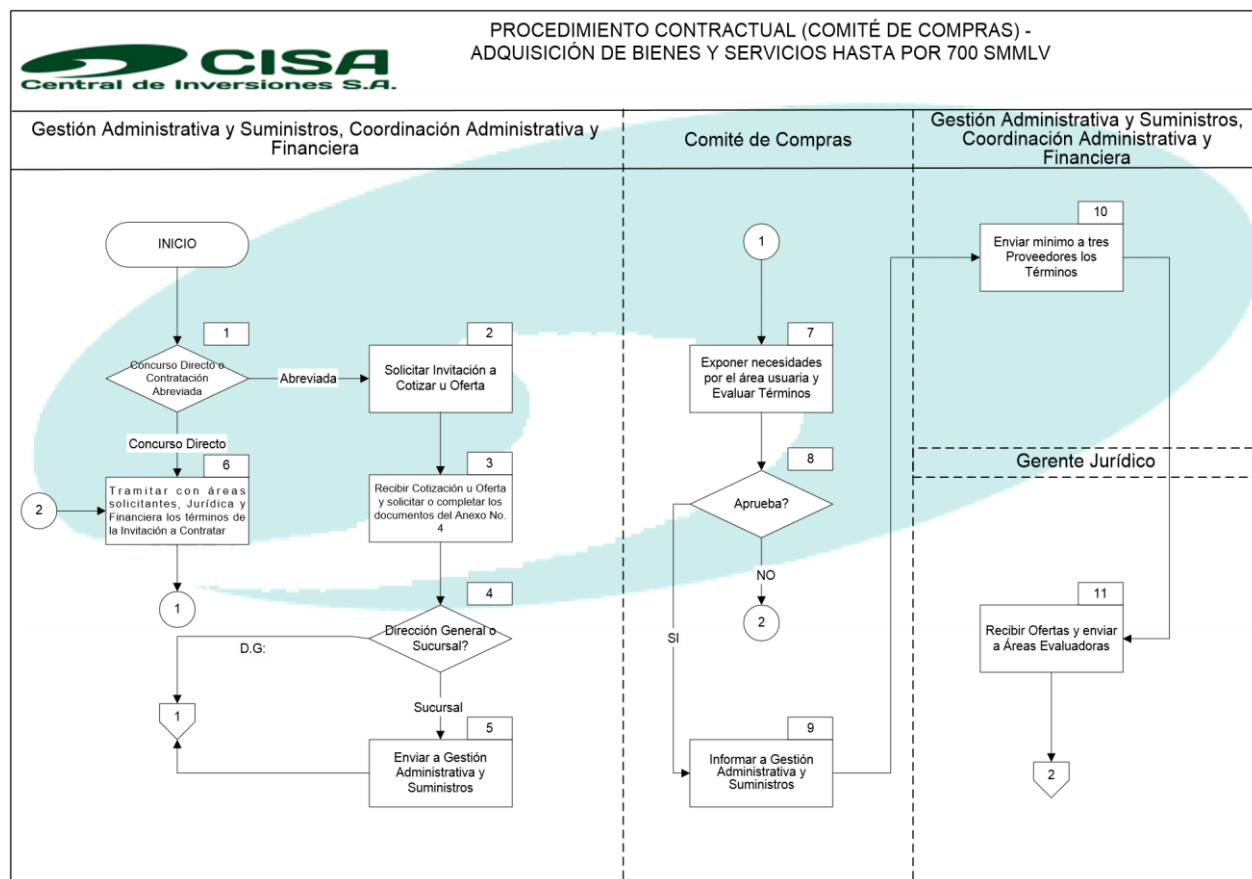 PROCEDIMIENTO CONTRACTUAL (COMITÉ DE COMPRAS) -
ADQUISICIÓN DE BIENES Y SERVICIOS HASTA POR 700 SMMLV
CISA
Central de Inversiones S.A.
Gestión Administrativa y Suministros, Coordinación Administrativa y
Financiera
Comité de Compras
Gestión Administrativa y Suministros,
Coordinación Administrativa y
Financiera
INICIO
1
Concurso Directo o
Contratación
Abreviada
Abreviada
Concurso Directo
2
Solicitar Invitación a
Cotizar u Oferta
3
Recibir Cotización u Oferta
y solicitar o completar los
documentos del Anexo No.
4
4
Dirección General o
Sucursal?
D.G:
Sucursal
5
Enviar a Gestión
Administrativa y
Suministros
1
6
Tramitar con áreas
solicitantes, Jurídica y
Financiera los términos de
la Invitación a Contratar
2
1
1
7
Exponer necesidades
por el área usuaria y
Evaluar Términos
8
Aprueba?
NO
2
SI
9
Informar a Gestión
Administrativa y
Suministros
10
Enviar mínimo a tres
Proveedores los
Términos
Gerente Jurídico
11
Recibir Ofertas y enviar
a Áreas Evaluadoras
2